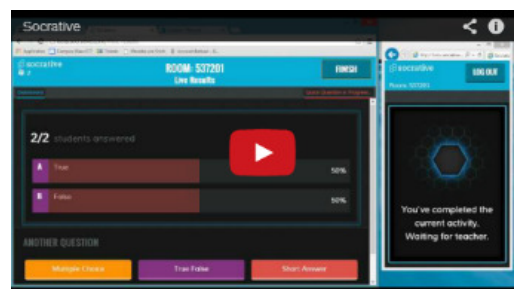 Socrative
socrative
ROOM: 537201
Live Results
FINISH
2/2 students answered
A True 50%
B False 50%
ANOTHER QUESTION
Multiple Choice
True False
Short Answer
socrative
LOG OUT
Room: 537201
You've completed the
current activity.
Waiting for teacher.